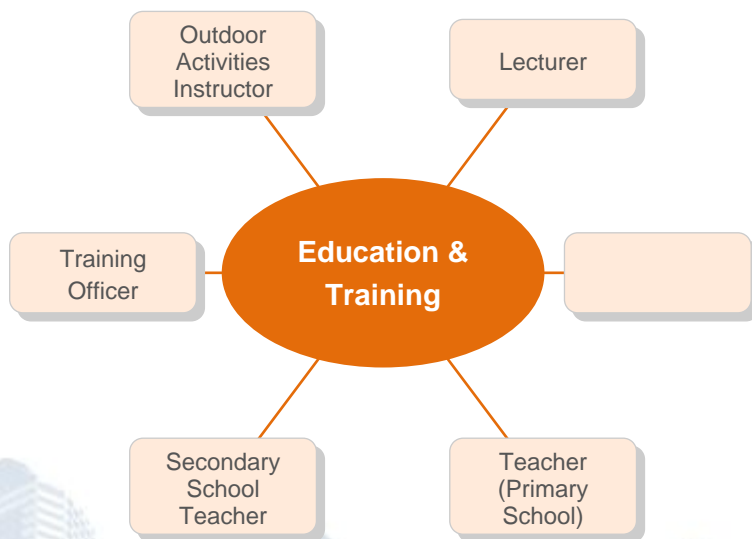 Outdoor
Activities
Instructor
Lecturer
Education &
Training
Training
Officer
Secondary
School
Teacher
Teacher
(Primary
School)